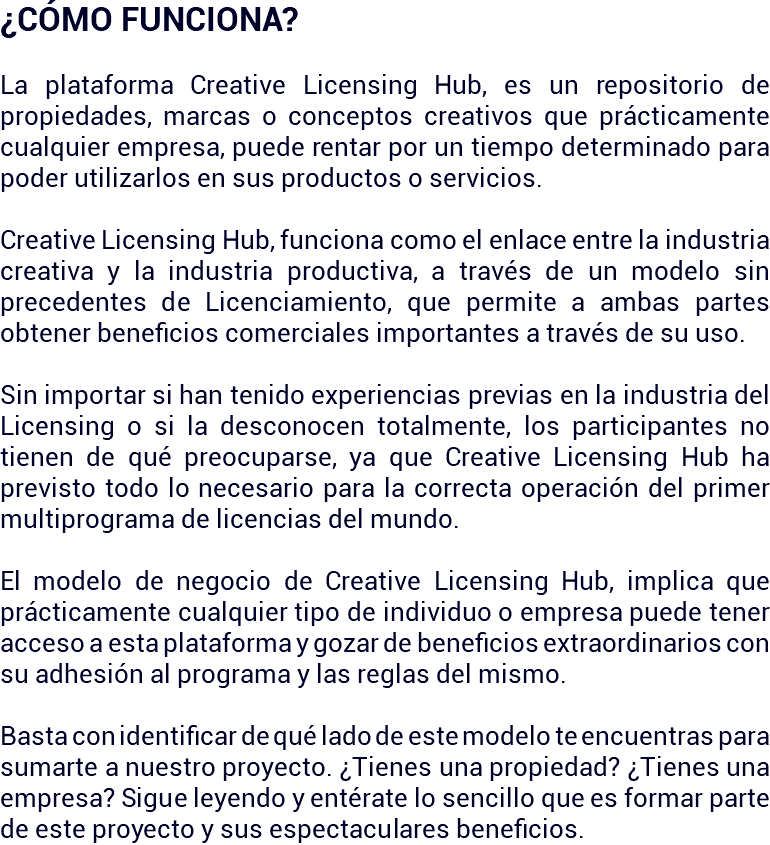 ¿CÓMO FUNCIONA?
La plataforma Creative Licensing Hub, es un repositorio de
propiedades, marcas o conceptos creativos que prácticamente
cualquier empresa, puede rentar por un tiempo determinado para
poder utilizarlos en sus productos o servicios.
Creative Licensing Hub, funciona como el enlace entre la industria
creativa y la industria productiva, a través de un modelo sin
precedentes de Licenciamiento, que permite a ambas partes
obtener beneficios comerciales importantes a través de su uso.
Sin importar si han tenido experiencias previas en la industria del
Licensing o si la desconocen totalmente, los participantes no
tienen de qué preocuparse, ya que Creative Licensing Hub ha
previsto todo lo necesario para la correcta operación del primer
multiprograma de licencias del mundo.
El modelo de negocio de Creative Licensing Hub, implica que
prácticamente cualquier tipo de individuo o empresa puede tener
acceso a esta plataforma y gozar de beneficios extraordinarios con
su adhesión al programa y las reglas del mismo.
Basta con identificar de qué lado de este modelo te encuentras para
sumarte a nuestro proyecto. ¿Tienes una propiedad? ¿Tienes una
empresa? Sigue leyendo y entérate lo sencillo que es formar parte
de este proyecto y sus espectaculares beneficios.